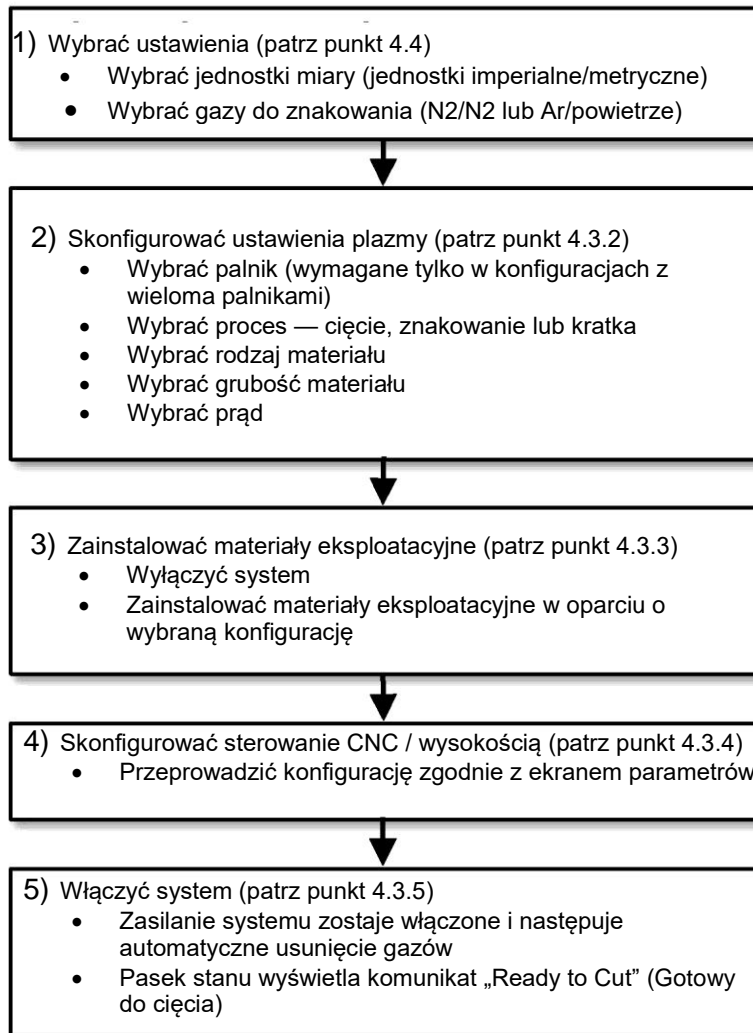 1) Wybrać ustawienia (patrz punkt 4.4)
• Wybrać jednostki miary (jednostki imperialne/metryczne)
• Wybrać gazy do znakowania (N2/N2 lub Ar/powietrze)
2) Skonfigurować ustawienia plazmy (patrz punkt 4.3.2)
• Wybrać palnik (wymagane tylko w konfiguracjach z
wieloma palnikami)
• Wybrać proces — cięcie, znakowanie lub kratka
• Wybrać rodzaj materiału
• Wybrać grubość materiału
• Wybrać prąd
3) Zainstalować materiały eksploatacyjne (patrz punkt 4.3.3)
• Wyłączyć system
• Zainstalować materiały eksploatacyjne w oparciu o
wybraną konfigurację
4) Skonfigurować sterowanie CNC / wysokością (patrz punkt 4.3.4)
• Przeprowadzić konfigurację zgodnie z ekranem parametrów
5) Włączyć system (patrz punkt 4.3.5)
• Zasilanie systemu zostaje włączone i następuje
automatyczne usunięcie gazów
• Pasek stanu wyświetla komunikat „Ready to Cut” (Gotowy
do cięcia)